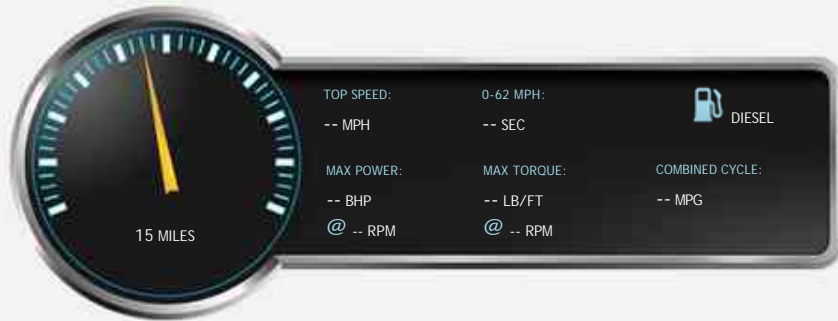 TOP SPEED:
0-62 MPH:
-- MPH
-- SEC
DIESEL
MAX POWER:
MAX TORQUE:
COMBINED CYCLE:
-- BHP
-- LB/FT
-- MPG
@ -- RPM
@ -- RPM
15 MILES